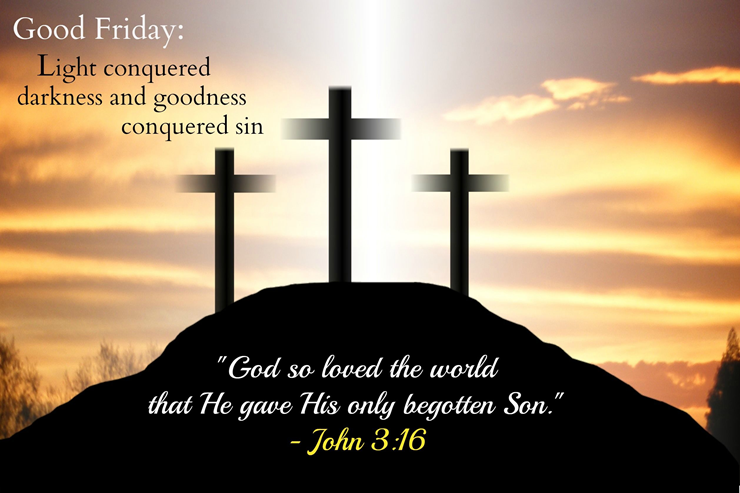 Good Friday:
Light conquered
darkness and goodness
conquered sin
"God so loved the world
that He gave His only begotten Son."
- John 3:16